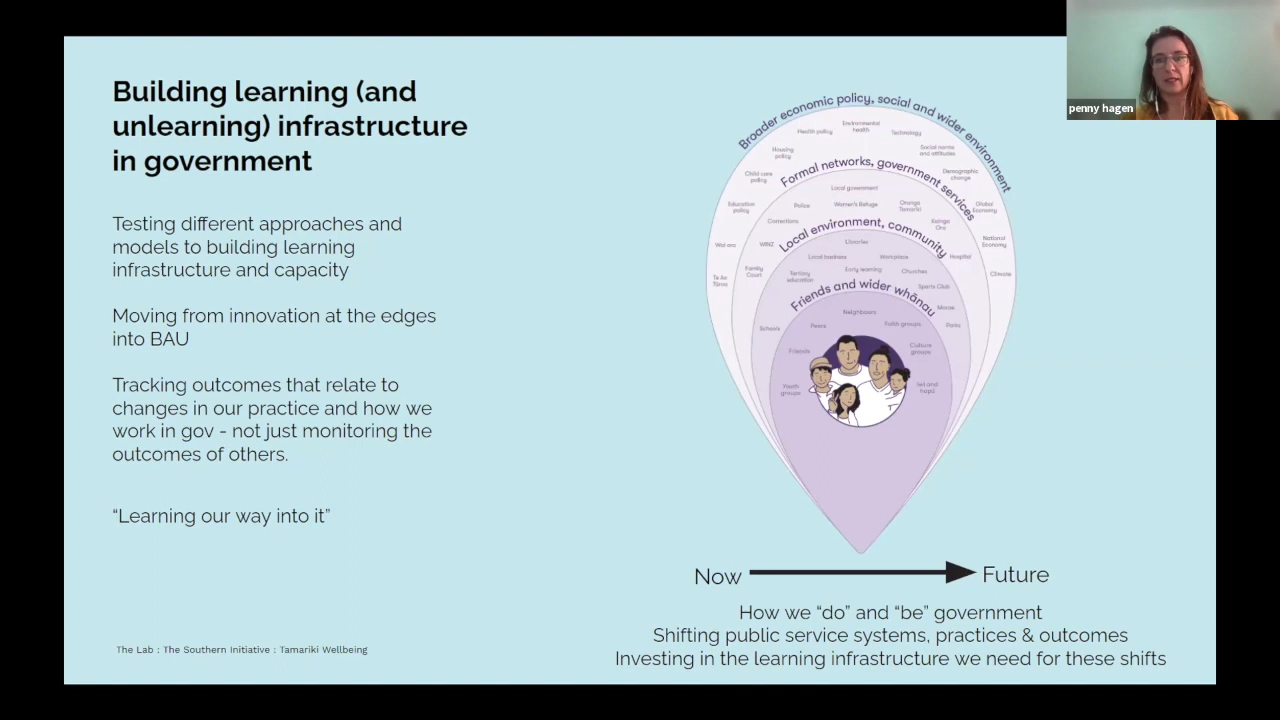 Building learning (and
unlearning) infrastructure
in government
Testing different approaches and
models to building learning
infrastructure and capacity
Moving from innovation at the edges
into BAU
Tracking outcomes that relate to
changes in our practice and how we
work in gov - not just monitoring the
outcomes of others.
“Learning our way into it”
The Lab : The Southern Initiative : Tamariki Wellbeing
penny hagen
Broader economic policy, social and wider environment
Environmental
health
Health policy
Technology
Housing
policy
Social norms
and attitudes
Child care
policy
Demographic
change
Education
policy
Global
Economy
Wai ora
National
Economy
Te Ao
Tūroa
Climate
Formal networks, government services
Local government
Police
Women's Refuge
Oranga
Tamariki
Corrections
Kainga
Ora
WINZ
Hospital
Family
Court
Local environment, community
Libraries
Local business
Workplace
Tertiary
education
Early learning
Churches
Sports Club
Marae
Schools
Parks
Friends and wider whānau
Neighbours
Peers
Faith groups
Friends
Culture
groups
Youth
groups
Iwi and
hapū
Now
Future
How we “do” and “be” government
Shifting public service systems, practices & outcomes
Investing in the learning infrastructure we need for these shifts